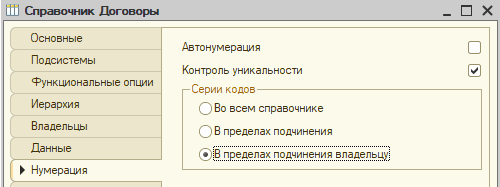 Справочник Договоры
Основные
Подсистемы
Функциональные опции
Иерархия
Владельцы
Данные
Нумерация
Автонумерация
Контроль уникальности
Серии кодов
Во всем справочнике
В пределах подчинения
В пределах подчинения владельцу